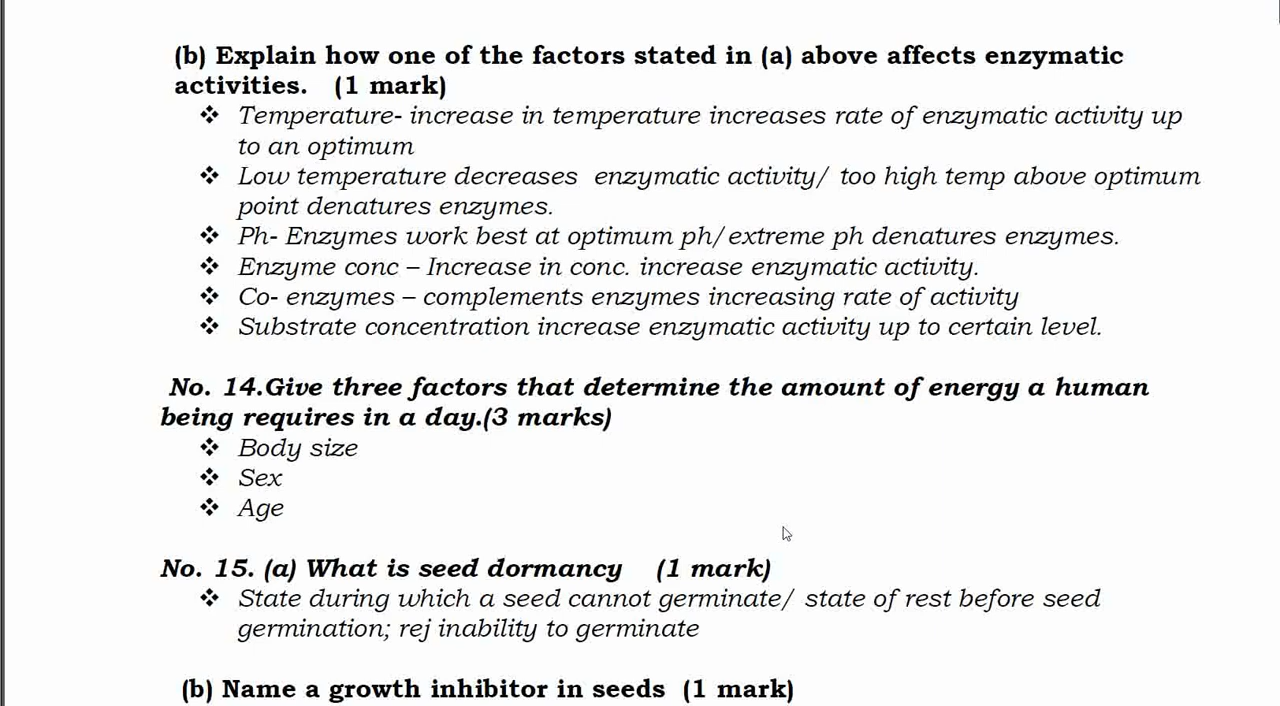 (b) Explain how one of the factors stated in (a) above affects enzymatic
activities. (1 mark)
❖ Temperature- increase in temperature increases rate of enzymatic activity up
to an optimum
❖ Low temperature decreases enzymatic activity/ too high temp above optimum
point denatures enzymes.
❖ Ph- Enzymes work best at optimum ph/extreme ph denatures enzymes.
❖ Enzyme conc – Increase in conc. increase enzymatic activity.
❖ Co- enzymes – complements enzymes increasing rate of activity
❖ Substrate concentration increase enzymatic activity up to certain level.
No. 14.Give three factors that determine the amount of energy a human
being requires in a day.(3 marks)
❖ Body size
❖ Sex
❖ Age
No. 15. (a) What is seed dormancy (1 mark)
❖ State during which a seed cannot germinate/ state of rest before seed
germination; rej inability to germinate
(b) Name a growth inhibitor in seeds (1 mark)